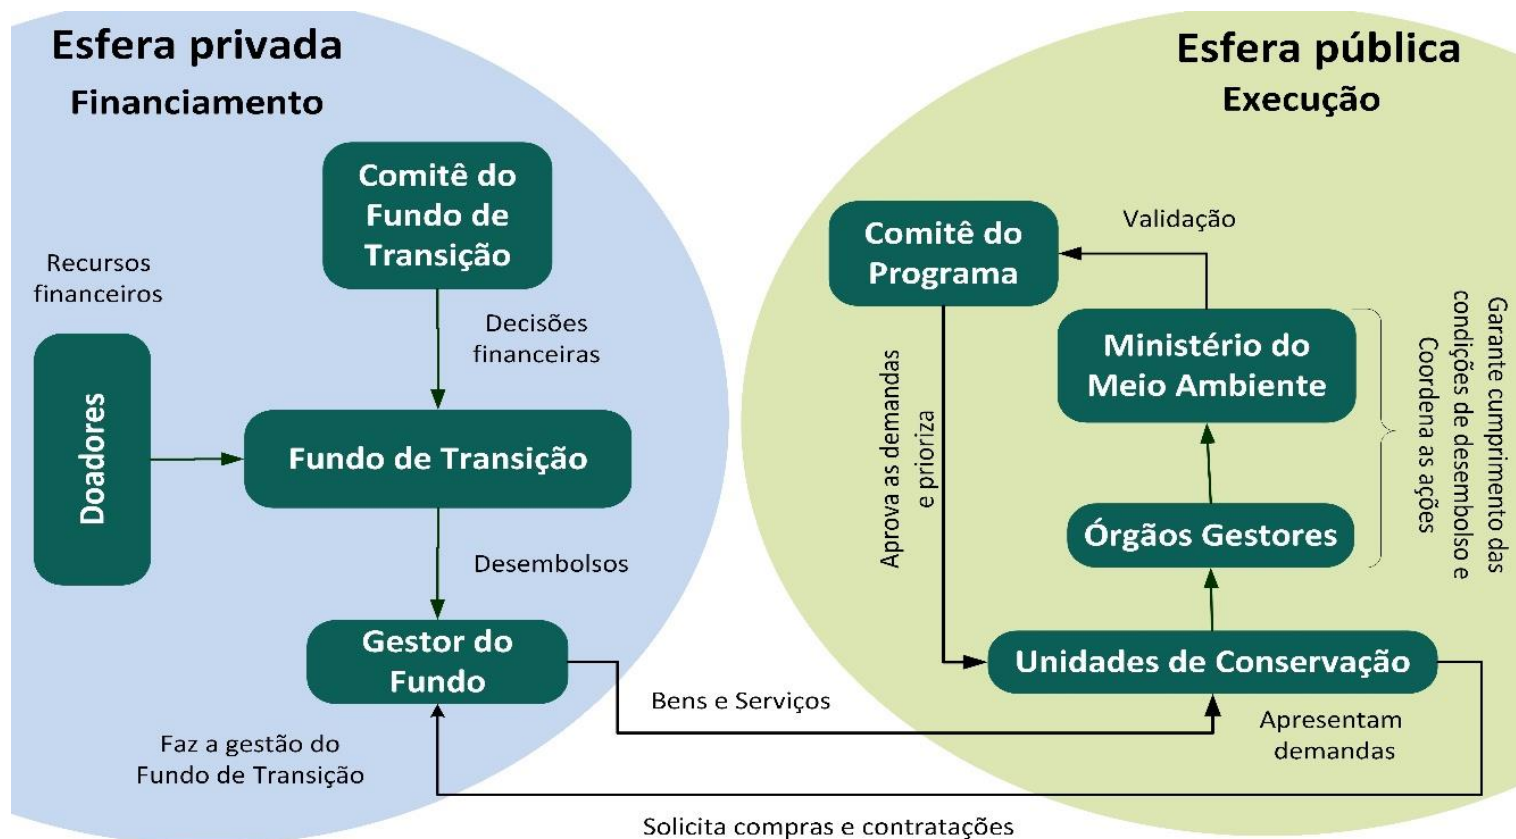 Esfera privada
Financiamento
Comitê do
Fundo de
Transição
Recursos
financeiros
Decisões
financeiras
Doadores
Fundo de Transição
Desembolsos
Gestor do
Fundo
Faz a gestão do
Fundo de Transição
Bens e Serviços
Solicita compras e contratações
Esfera pública
Execução
Comitê do
Programa
Validação
Ministério do
Meio Ambiente
Garante cumprimento das
condições de desembolso e
Coordena as ações
Aprova as demandas
e prioriza
Órgãos Gestores
Unidades de Conservação
Apresentam
demandas